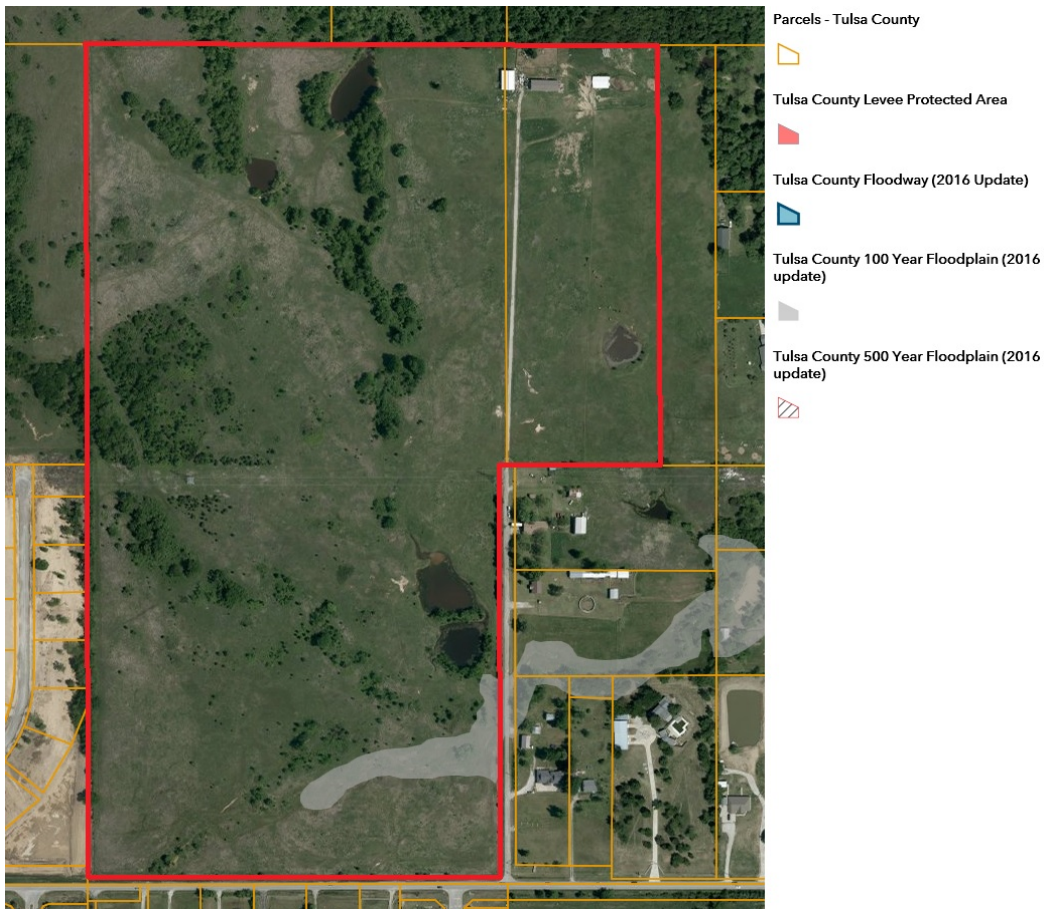 Parcels - Tulsa County
Tulsa County Levee Protected Area
Tulsa County Floodway (2016 Update)
Tulsa County 100 Year Floodplain (2016
update)
Tulsa County 500 Year Floodplain (2016
update)